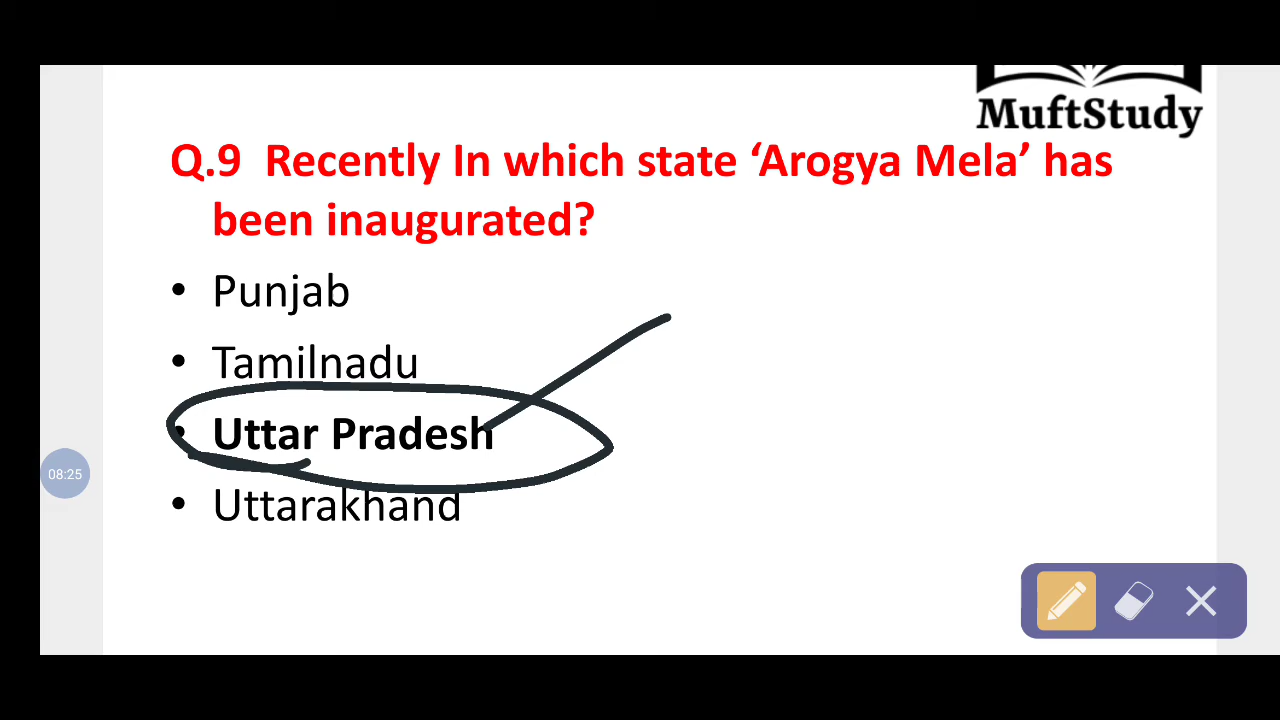 MuftStudy
Q.9 Recently In which state ‘Arogya Mela’ has
been inaugurated?
• Punjab
• Tamilnadu
• Uttar Pradesh
08:25
• Uttarakhand